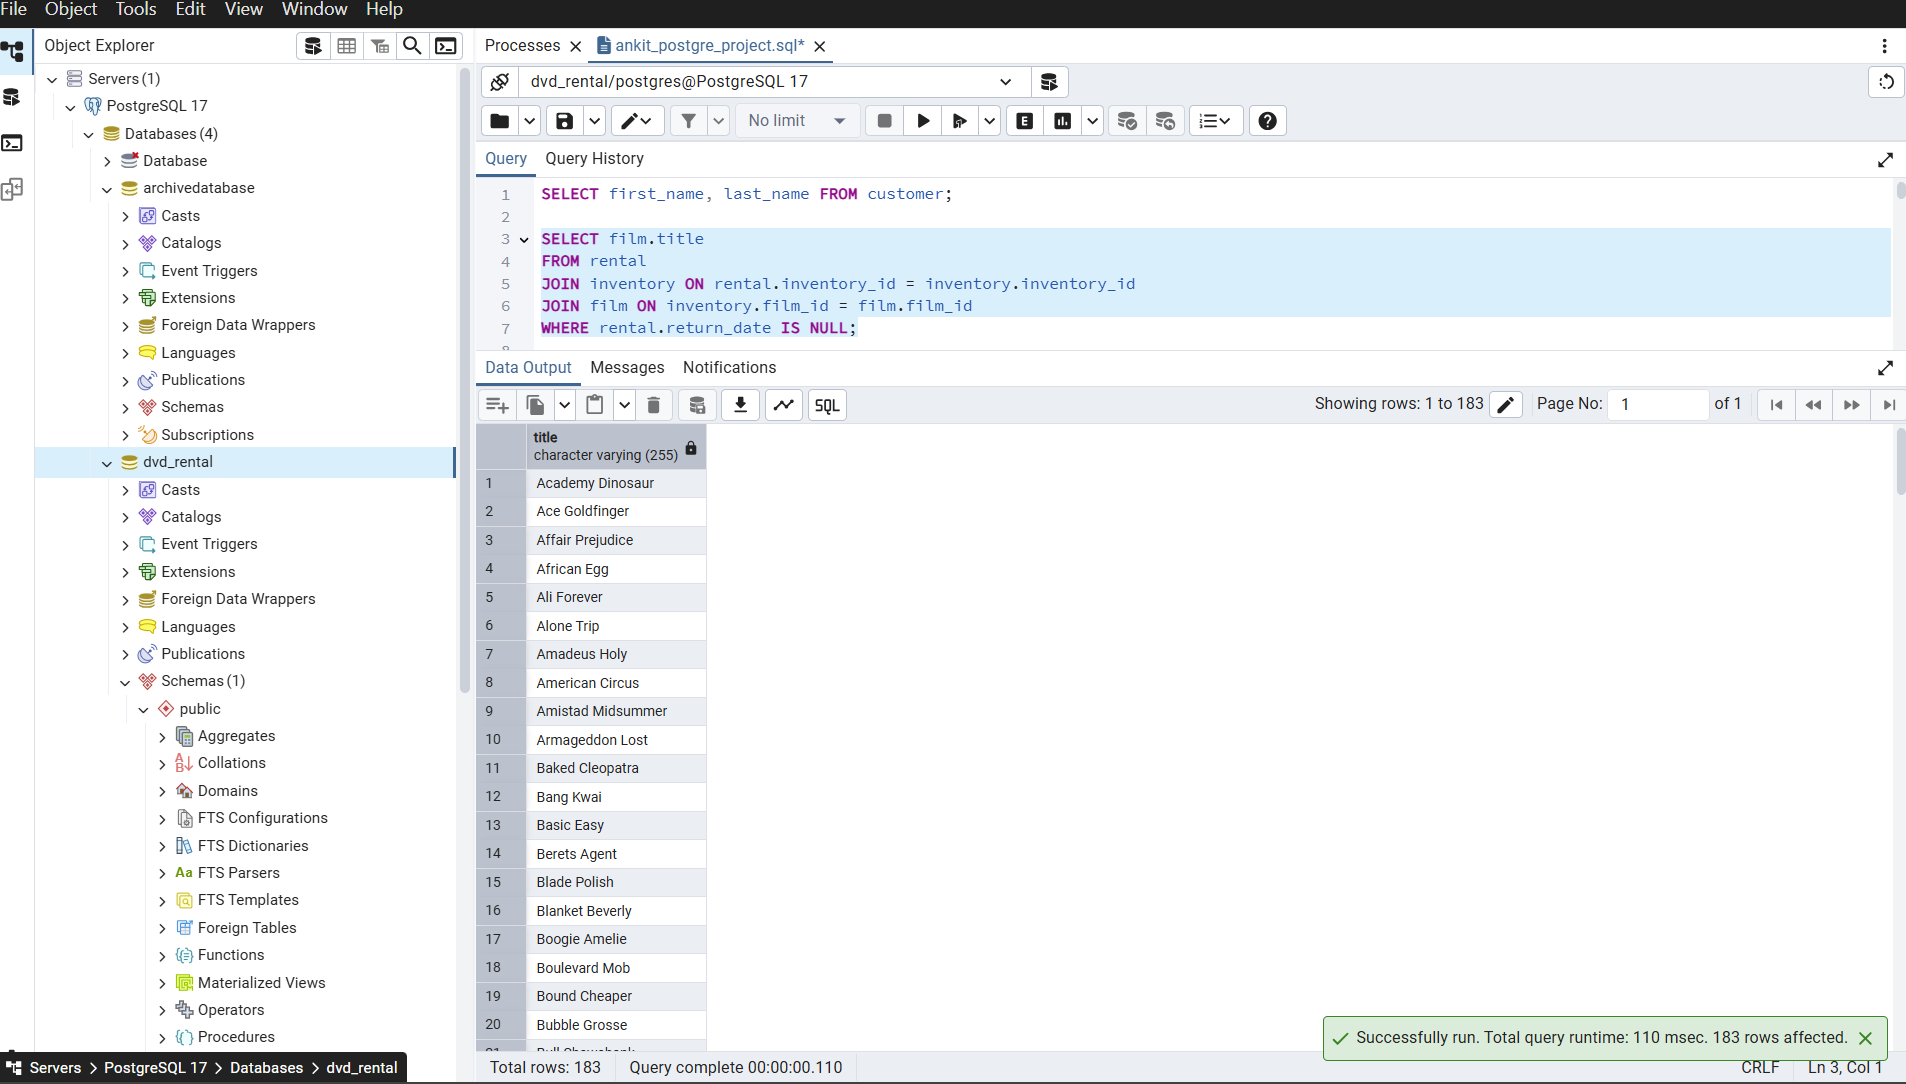 File Object Tools Edit View Window Help
Object Explorer
Processes
ankit_postgre_project.sql*
Servers (1)
PostgreSQL 17
Databases (4)
Database
archivedatabase
Casts
Catalogs
Event Triggers
Extensions
Foreign Data Wrappers
Languages
Publications
Schemas
Subscriptions
dvd_rental
Casts
Catalogs
Event Triggers
Extensions
Foreign Data Wrappers
Languages
Publications
Schemas (1)
public
Aggregates
Collations
Domains
FTS Configurations
FTS Dictionaries
Aa FTS Parsers
FTS Templates
Foreign Tables
Functions
Materialized Views
Operators
Procedures
Servers > PostgreSQL 17 > Databases > dvd_rental
dvd_rental/postgres@PostgreSQL 17
No limit
E
Query Query History
1 SELECT first_name, last_name FROM customer;
2
3 SELECT film.title
4 FROM rental
5 JOIN inventory ON rental.inventory_id = inventory.inventory_id
6 JOIN film ON inventory.film_id = film.film_id
7 WHERE rental.return_date IS NULL;
Data Output Messages Notifications
SQL
Showing rows: 1 to 183
Page No: 1 of 1
title
character varying (255)
1 Academy Dinosaur
2 Ace Goldfinger
3 Affair Prejudice
4 African Egg
5 Ali Forever
6 Alone Trip
7 Amadeus Holy
8 American Circus
9 Amistad Midsummer
10 Armageddon Lost
11 Baked Cleopatra
12 Bang Kwai
13 Basic Easy
14 Berets Agent
15 Blade Polish
16 Blanket Beverly
17 Boogie Amelie
18 Boulevard Mob
19 Bound Cheaper
20 Bubble Grosse
Successfully run. Total query runtime: 110 msec. 183 rows affected.
Total rows: 183
Query complete 00:00:00.110
CRLF
Ln 3, Col 1